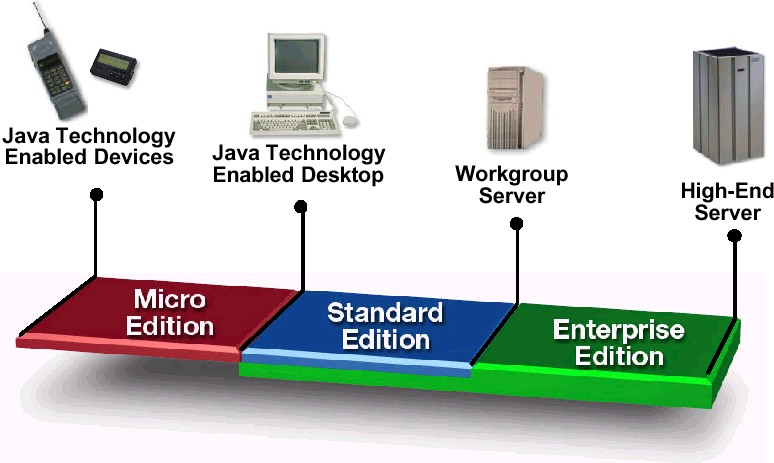 Java Technology
Enabled Devices
Java Technology
Enabled Desktop
Workgroup
Server
High-End
Server
Micro
Edition
Standard
Edition
Enterprise
Edition